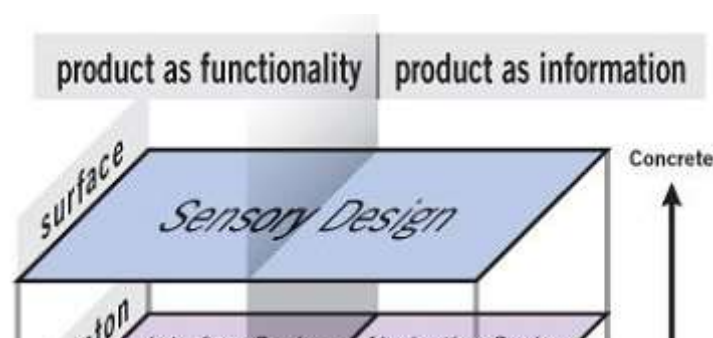 product as functionality product as information
surface
Concrete
Sensory Design